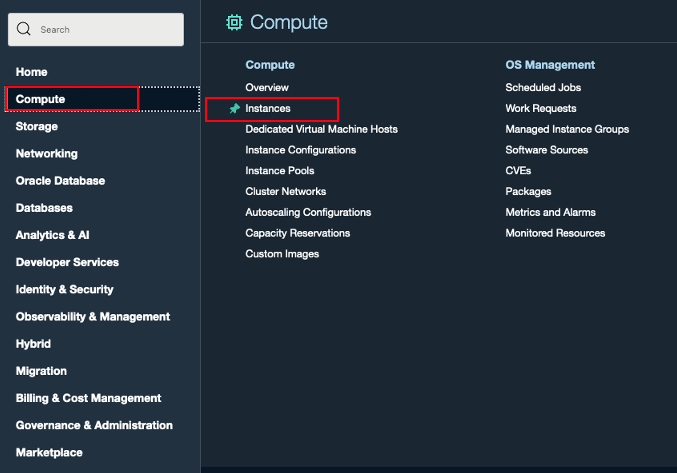 Search
Home
Compute
Storage
Networking
Oracle Database
Databases
Analytics & AI
Developer Services
Identity & Security
Observability & Management
Hybrid
Migration
Billing & Cost Management
Governance & Administration
Marketplace
Compute
Compute
Overview
Instances
Dedicated Virtual Machine Hosts
Instance Configurations
Instance Pools
Cluster Networks
Autoscaling Configurations
Capacity Reservations
Custom Images
OS Management
Scheduled Jobs
Work Requests
Managed Instance Groups
Software Sources
CVEs
Packages
Metrics and Alarms
Monitored Resources